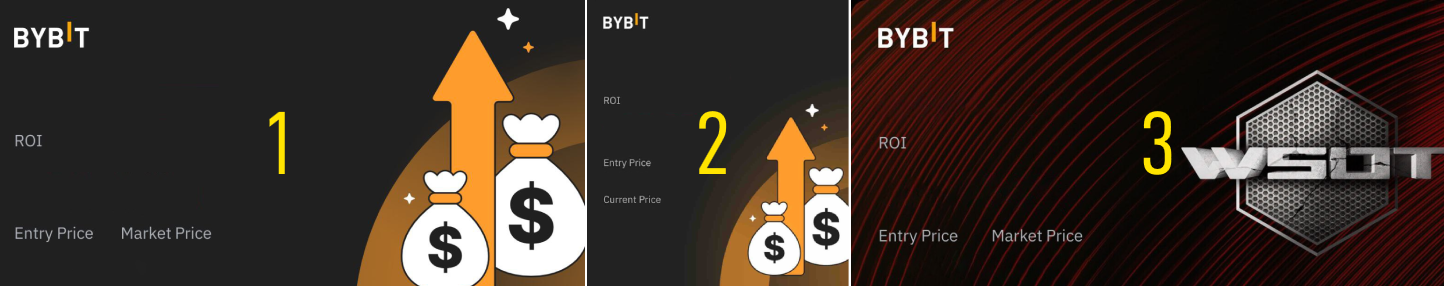 BYBIT
ROI
1
Entry Price Market Price
$ $
BYBIT
ROI
2
Entry Price
Current Price
$ $
BYBIT
ROI
3
WSOT
Entry Price Market Price